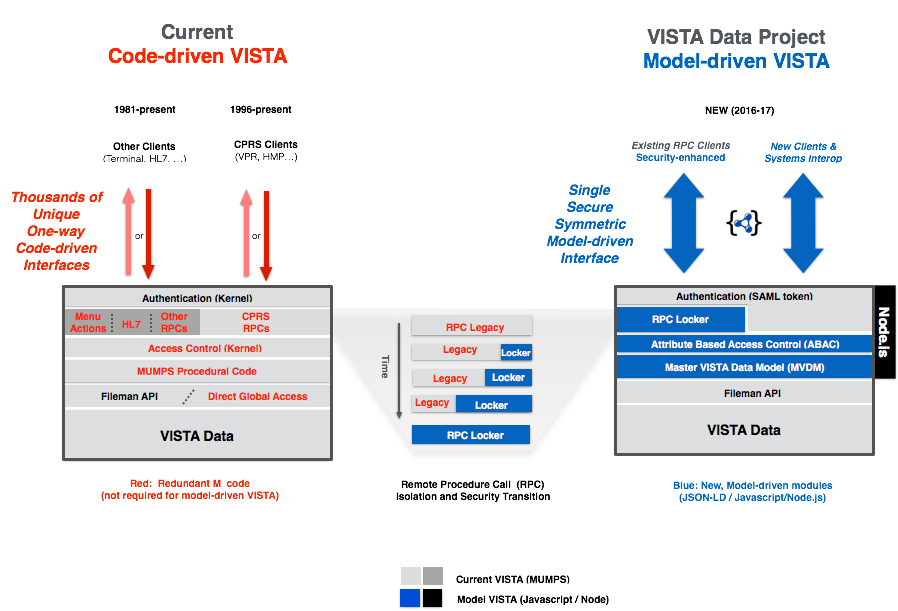 Current
Code-driven VISTA
VISTA Data Project
Model-driven VISTA
1981-present
1996-present
NEW (2016-17)
Other Clients
(Terminal, HL7, …)
CPRS Clients
(VPR, HMP…)
Existing RPC Clients
Security-enhanced
New Clients &
Systems Interop
Thousands of
Unique
One-way
Code-driven
Interfaces
or
or
Single
Secure
Symmetric
Model-driven
Interface
Authentication (Kernel)
Menu
Actions
HL7
Other
RPCs
CPRS
RPCs
Access Control (Kernel)
MUMPS Procedural Code
Fileman API
Direct Global Access
VISTA Data
Time
RPC Legacy
Legacy
Locker
Legacy
Locker
Legacy
Locker
RPC Locker
Authentication (SAML token)
RPC Locker
Attribute Based Access Control (ABAC)
Master VISTA Data Model (MVDM)
Fileman API
VISTA Data
Node.js
Red: Redundant M code
(not required for model-driven VISTA)
Remote Procedure Call (RPC)
Isolation and Security Transition
Blue: New, Model-driven modules
(JSON-LD / Javascript/Node.js)
Current VISTA (MUMPS)
Model VISTA (Javascript / Node)